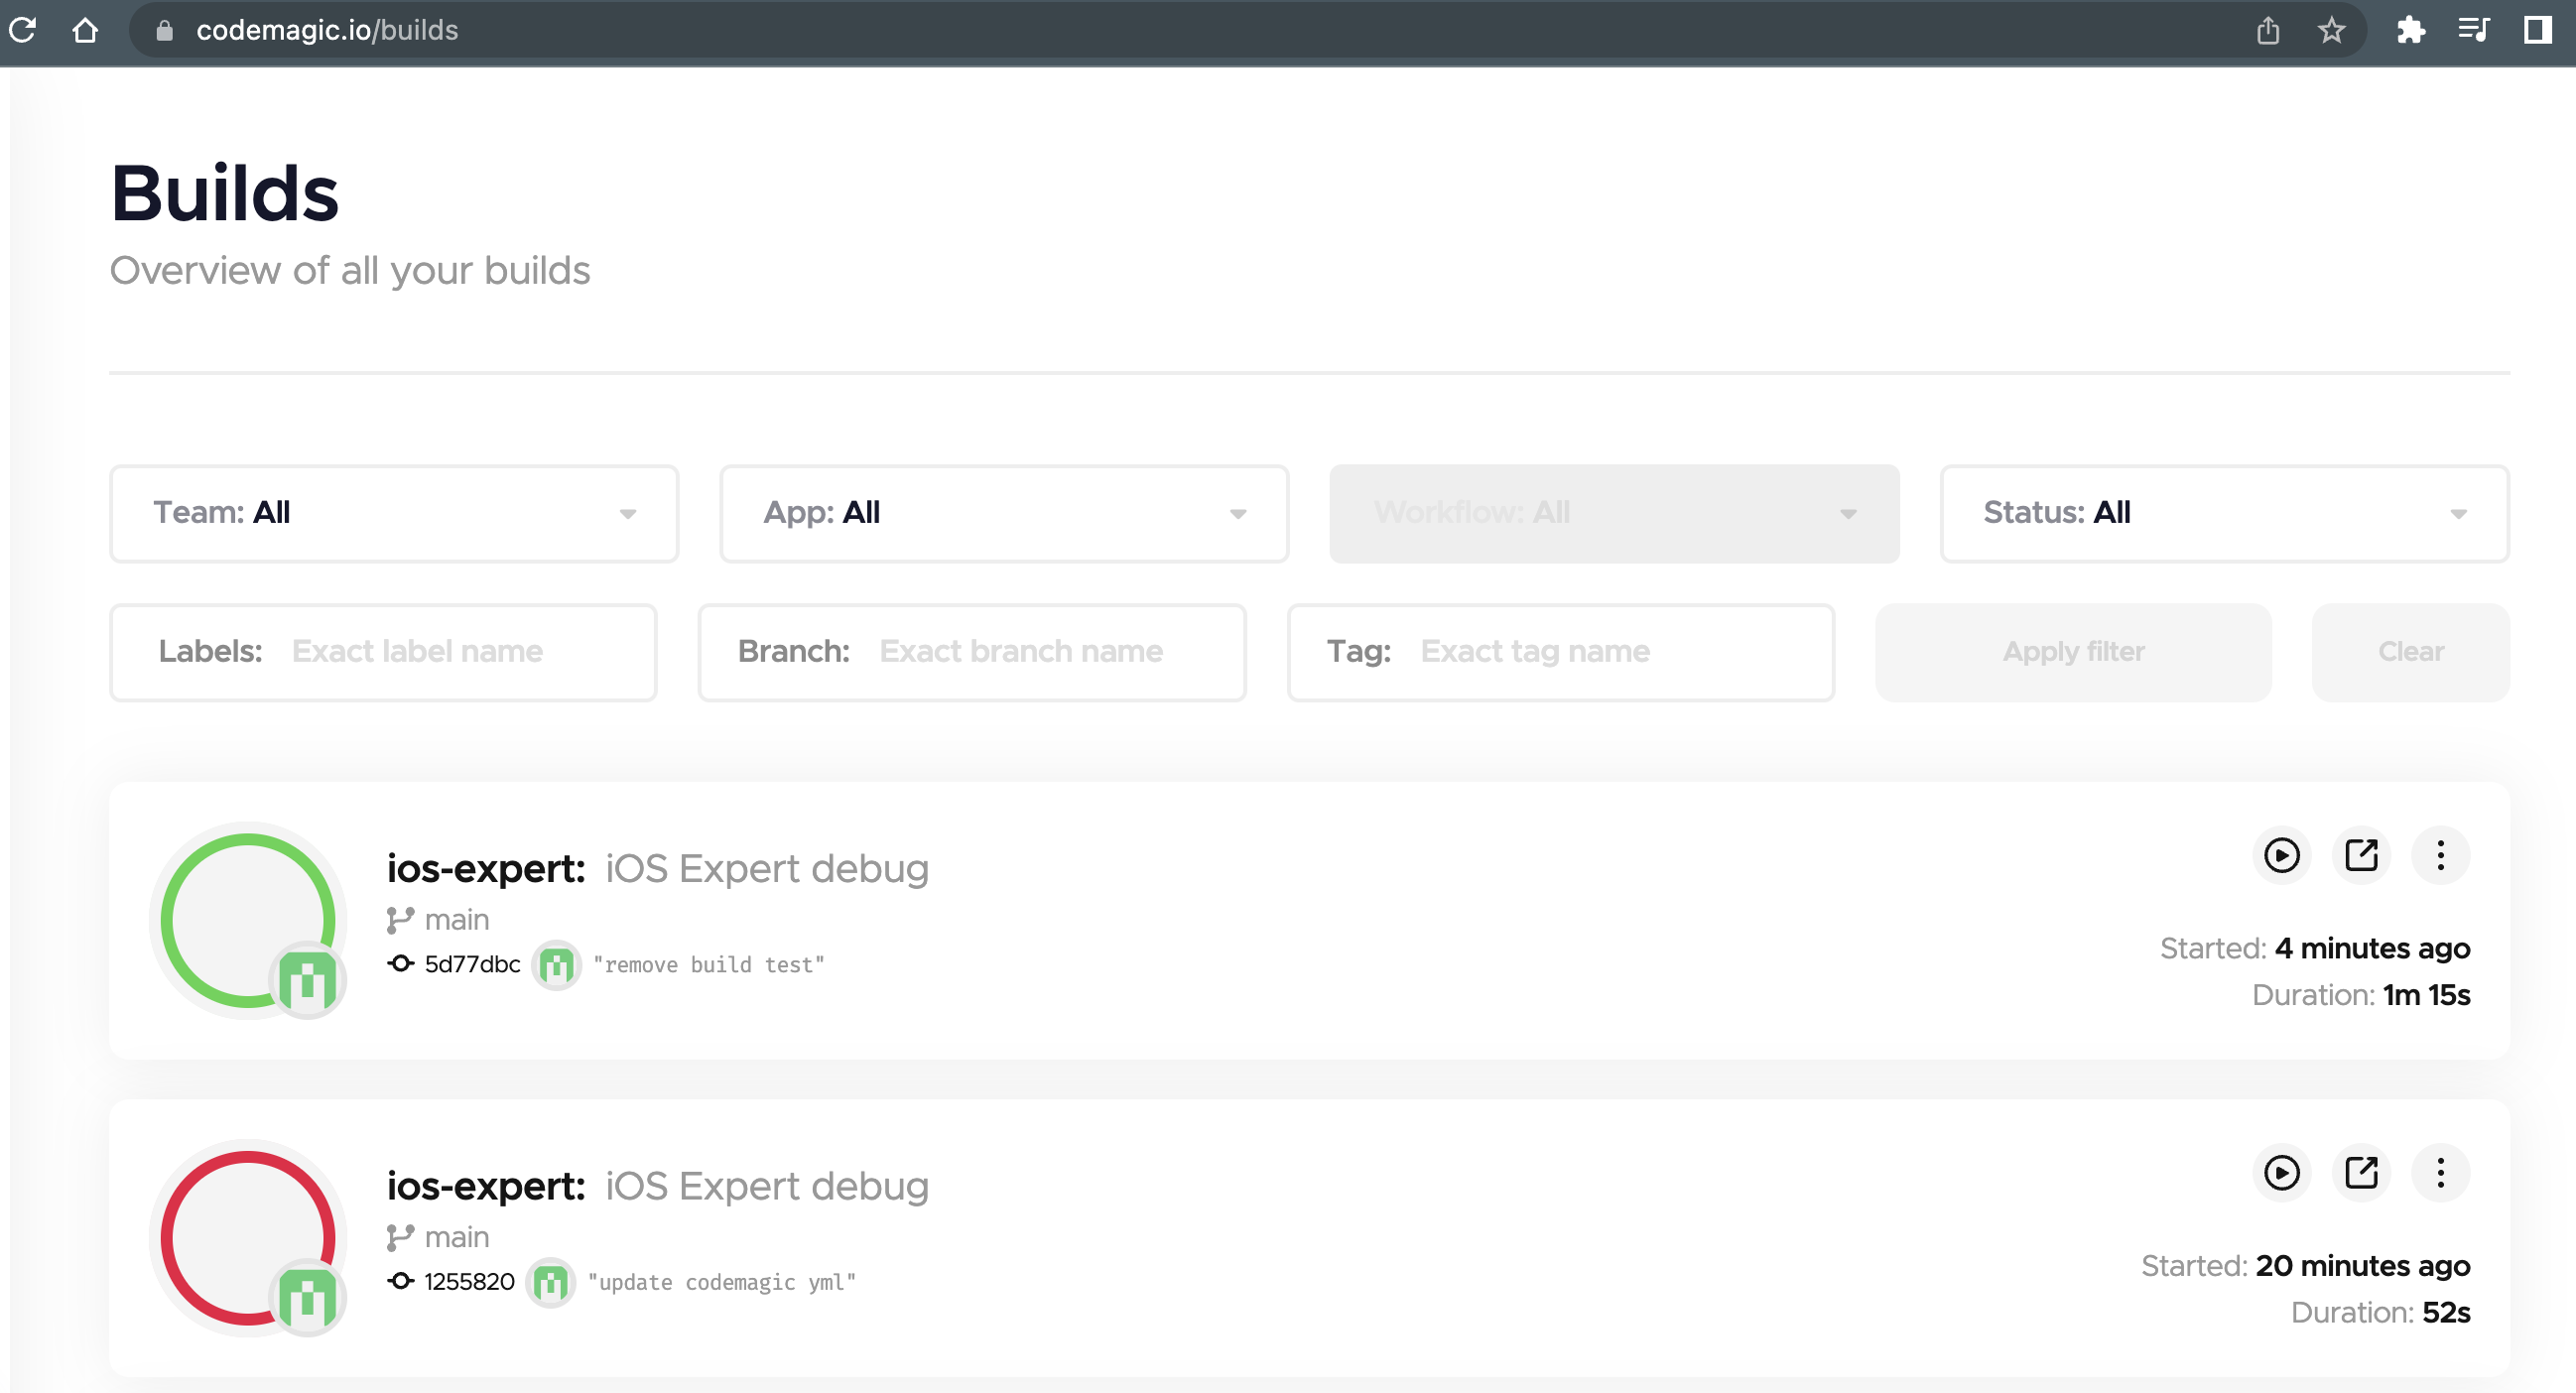 codemagic.io/builds
Builds
Overview of all your builds
Team: All
App: All
Workflow: All
Status: All
Labels: Exact label name
Branch: Exact branch name
Tag: Exact tag name
Apply filter
Clear
ios-expert: iOS Expert debug
main
5d77dbc "remove build test"
Started: 4 minutes ago
Duration: 1m 15s
ios-expert: iOS Expert debug
main
1255820 "update codemagic yml"
Started: 20 minutes ago
Duration: 52s